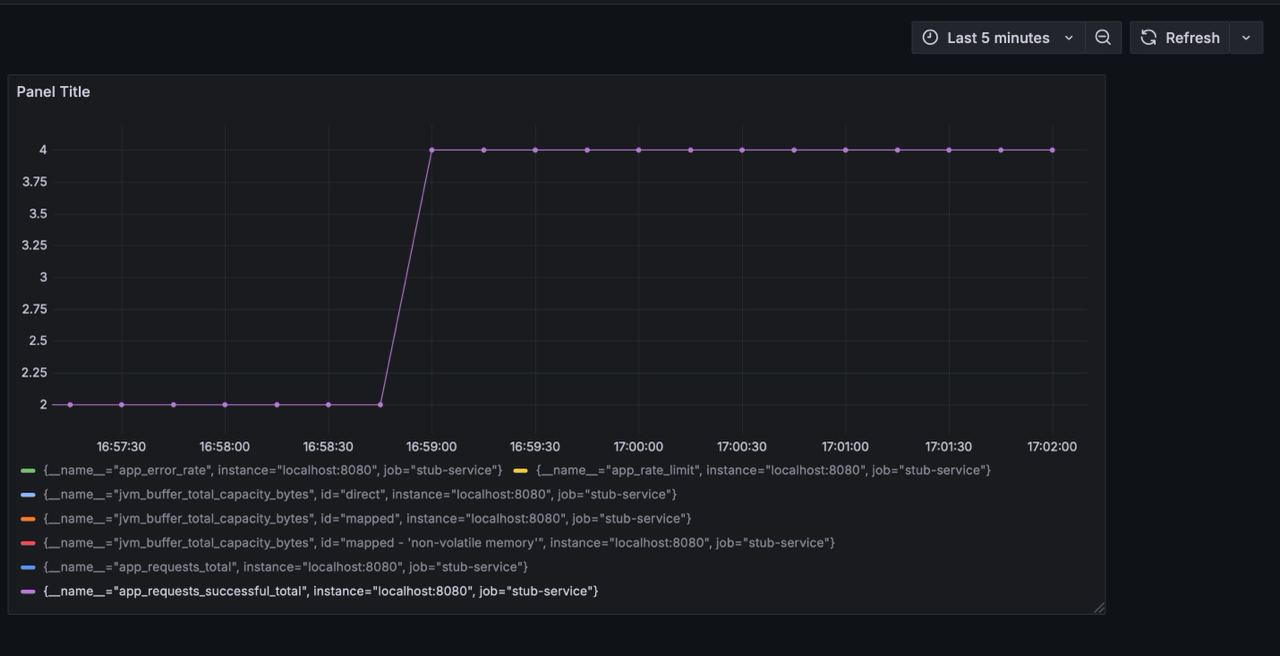 Last 5 minutes Refresh
Panel Title
4
3.75
3.5
3.25
3
2.75
2.5
2.25
2
16:57:30 16:58:00 16:58:30 16:59:00 16:59:30 17:00:00 17:00:30 17:01:00 17:01:30 17:02:00
{__name__="app_error_rate", instance="localhost:8080", job="stub-service"} {__name__="app_rate_limit", instance="localhost:8080", job="stub-service"}
{__name__="jvm_buffer_total_capacity_bytes", id="direct", instance="localhost:8080", job="stub-service"}
{__name__="jvm_buffer_total_capacity_bytes", id="mapped", instance="localhost:8080", job="stub-service"}
{__name__="jvm_buffer_total_capacity_bytes", id="mapped - 'non-volatile memory'", instance="localhost:8080", job="stub-service"}
{__name__="app_requests_total", instance="localhost:8080", job="stub-service"}
{__name__="app_requests_successful_total", instance="localhost:8080", job="stub-service"}